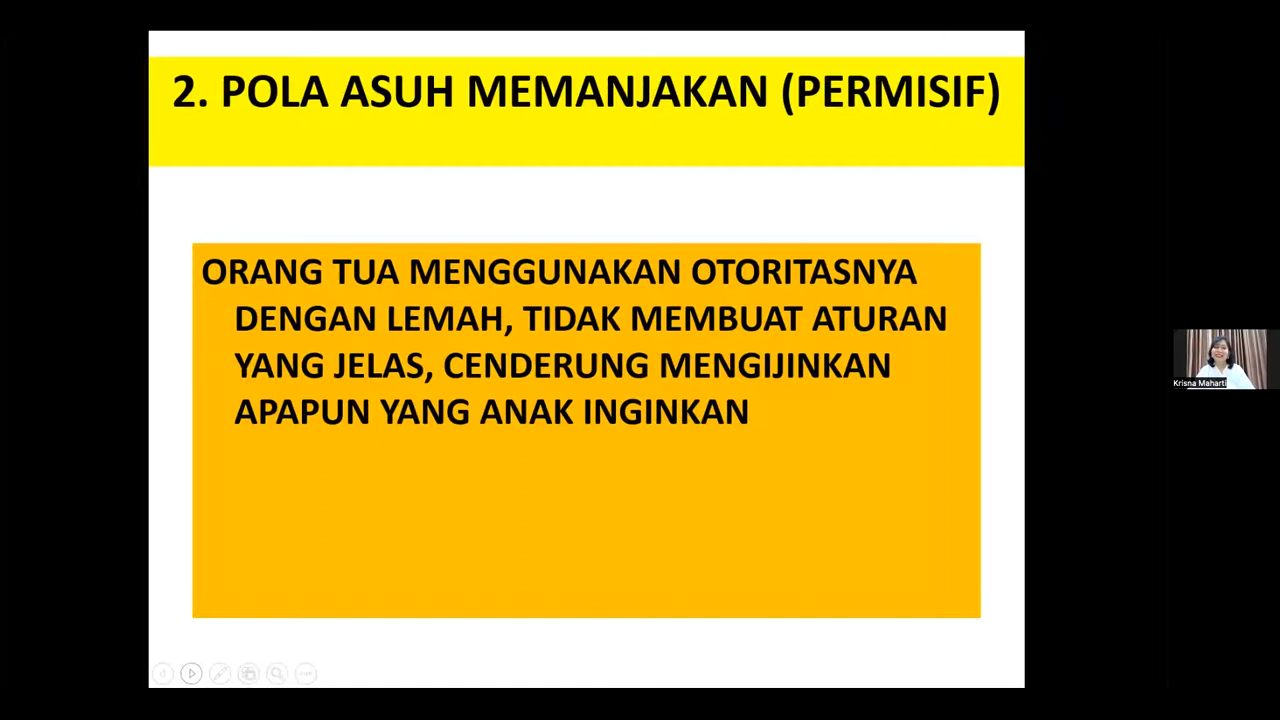 2. POLA ASUH MEMANJAKAN (PERMISIF)
ORANG TUA MENGGUNAKAN OTORITASNYA
DENGAN LEMAH, TIDAK MEMBUAT ATURAN
YANG JELAS, CENDERUNG MENGIJINKAN
APAPUN YANG ANAK INGINKAN
Krisna Maharti